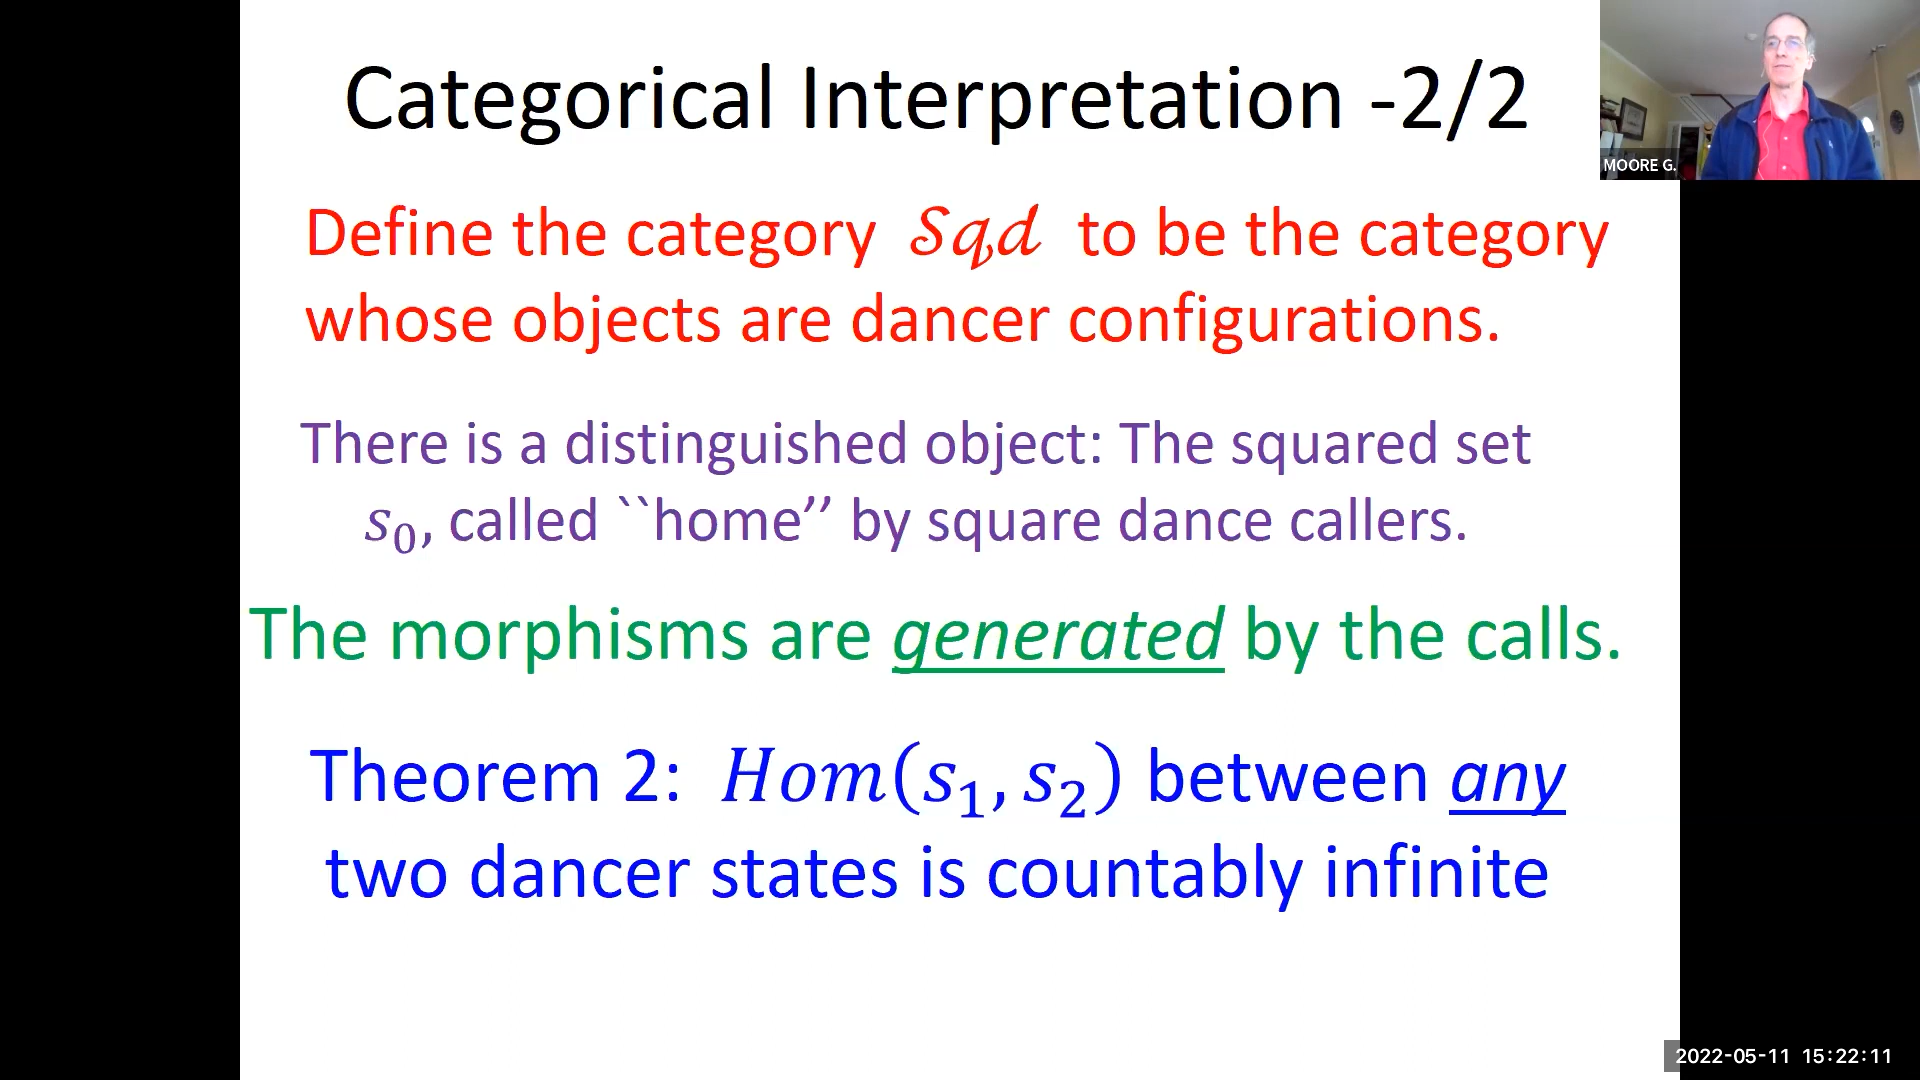 Categorical Interpretation -2/2
MOORE G.
Define the category 𝒮𝓆𝒹 to be the category
whose objects are dancer configurations.
There is a distinguished object: The squared set
s₀, called ``home’’ by square dance callers.
The morphisms are generated by the calls.
Theorem 2: Hom(s₁, s₂) between any
two dancer states is countably infinite
2022-05-11 15:22:11